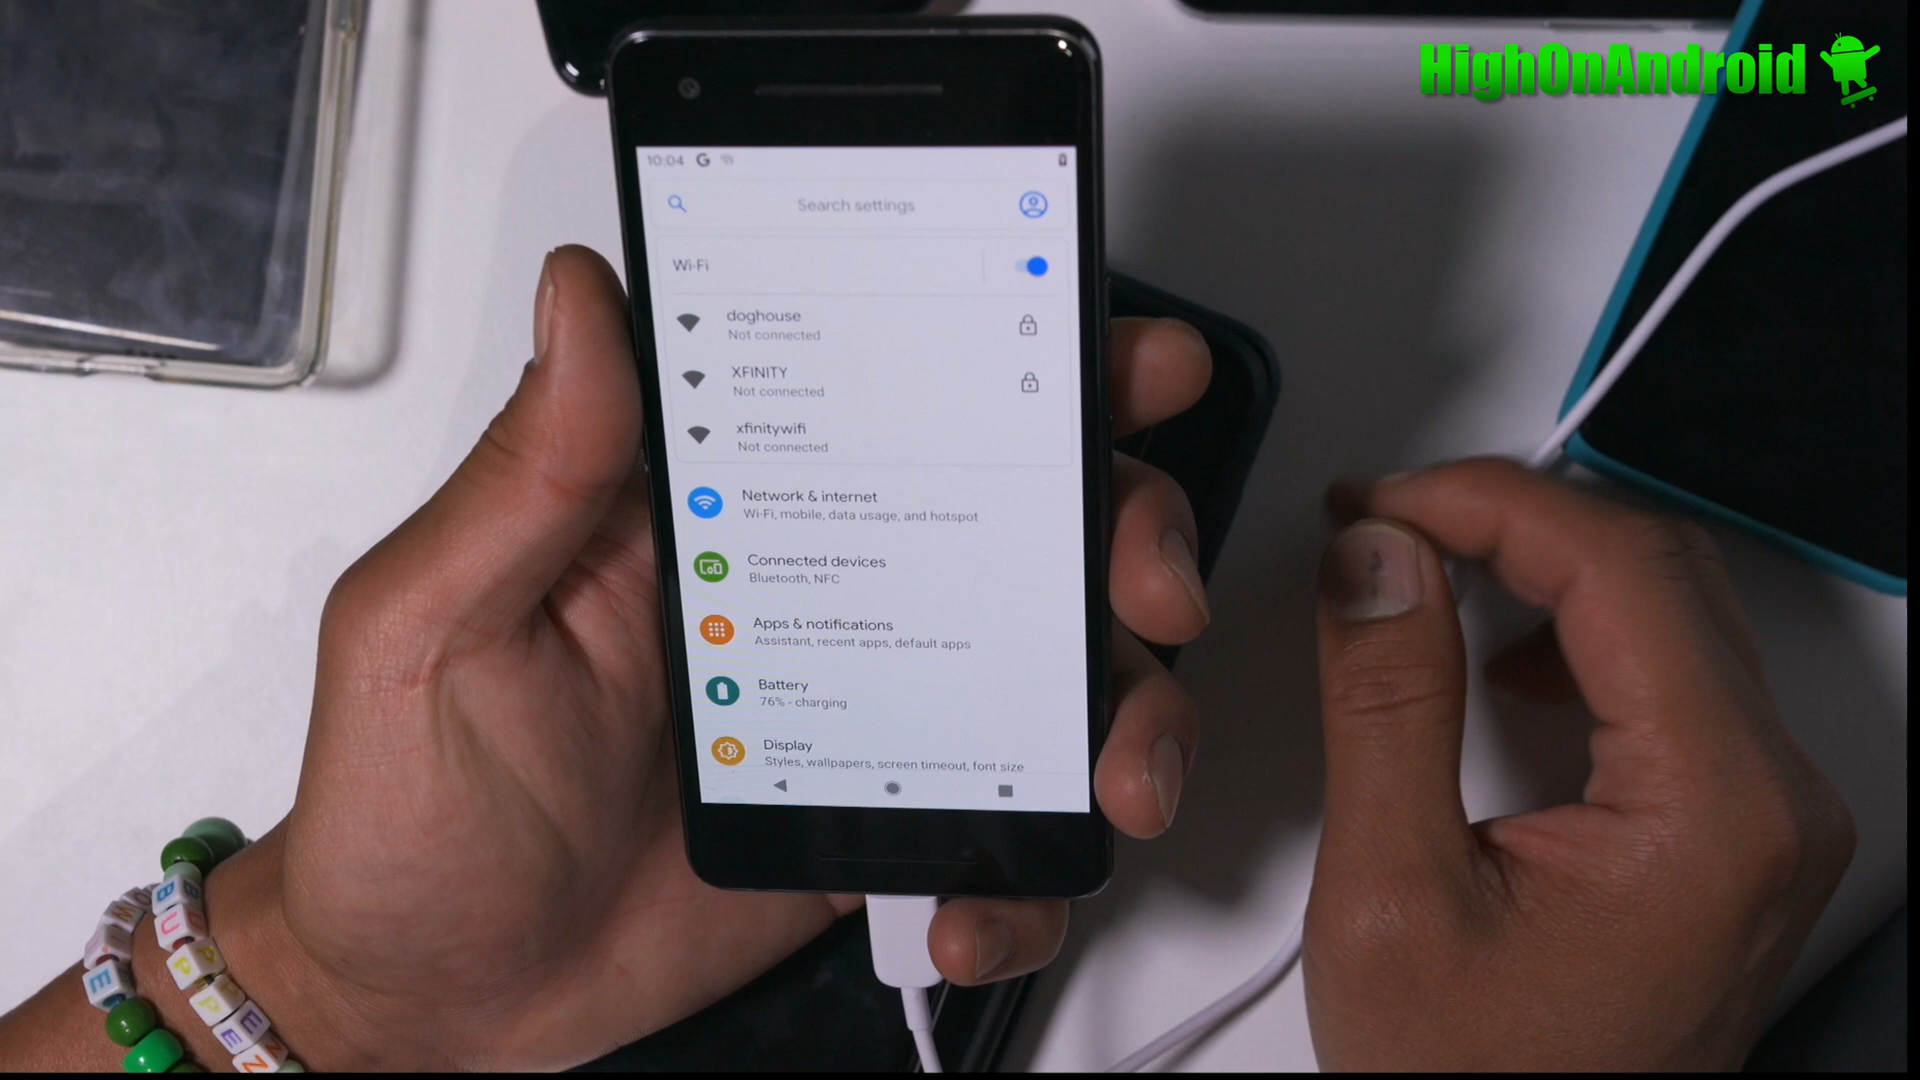 HighOnAndroid
10:04 G
Search settings
Wi-Fi
doghouse
Not connected
XFINITY
Not connected
xfinitywifi
Not connected
Network & internet
Wi-Fi, mobile, data usage, and hotspot
Connected devices
Bluetooth, NFC
Apps & notifications
Assistant, recent apps, default apps
Battery
76% - charging
Display
Styles, wallpapers, screen timeout, font size
B
U
P
P
E
E
Z
W
E